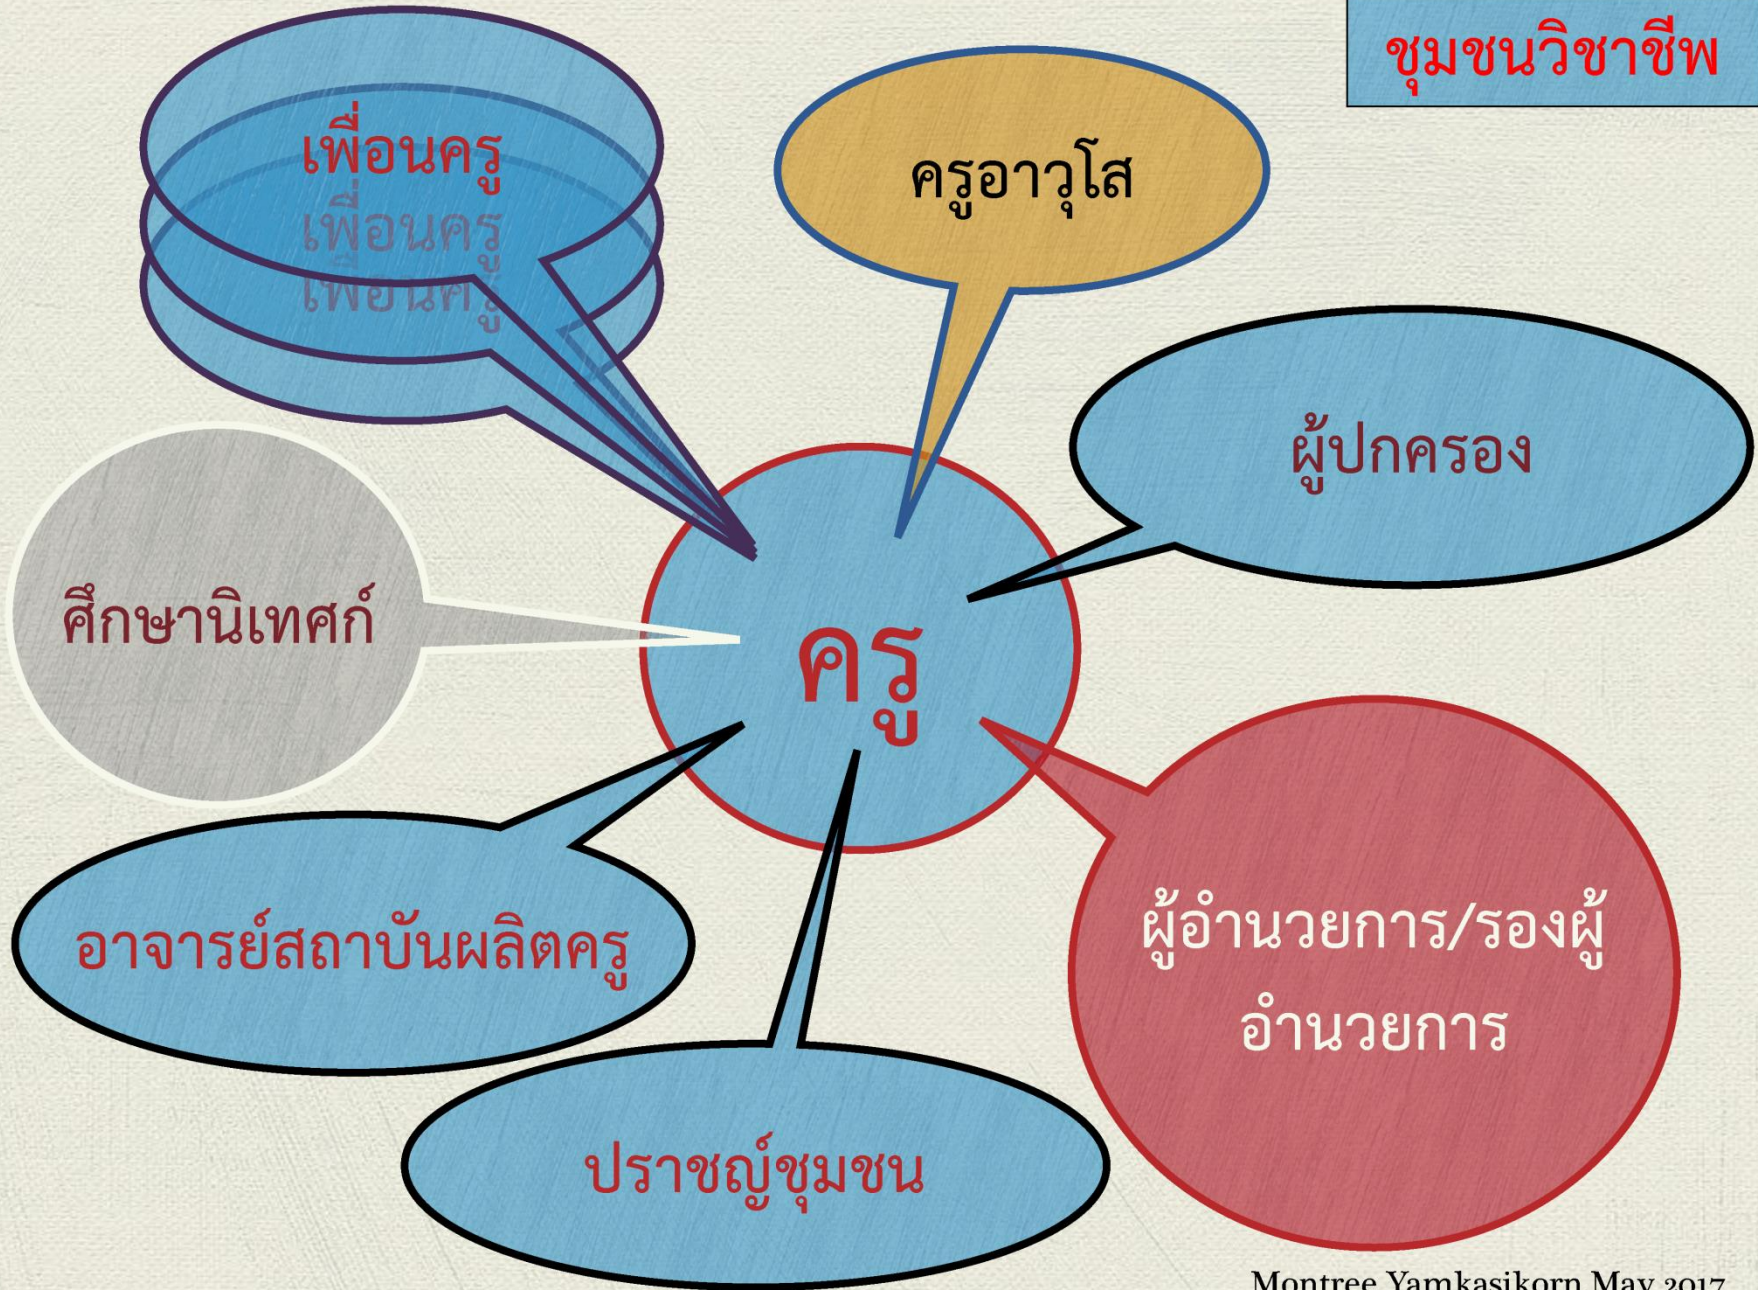 ชุมชนวิชาชีพ
เพื่อนครู
เพื่อนครู
เพื่อนครู
ครูอาวุโส
ผู้ปกครอง
ศึกษานิเทศก์
ครู
ผู้อำนวยการ/รองผู้
อำนวยการ
อาจารย์สถาบันผลิตครู
ปราชญ์ชุมชน
Montree Yamkasikorn May 2017